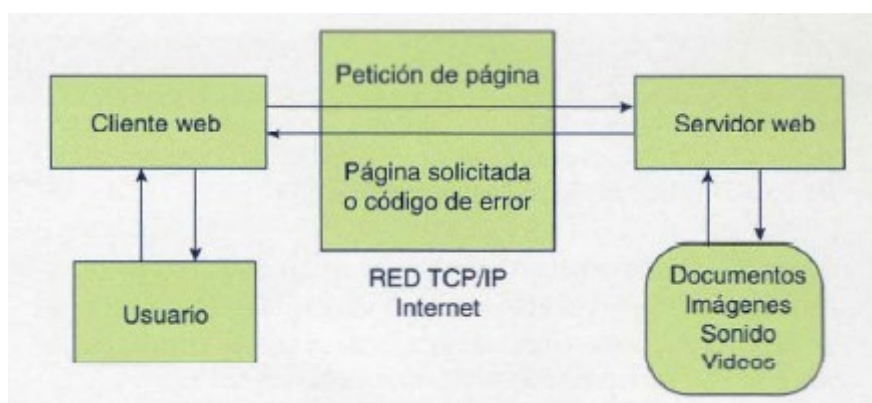 Petición de página
Cliente web
Servidor web
Página solicitada
o código de error
RED TCP/IP
Internet
Usuario
Documentos
Imágenes
Sonido
Videos